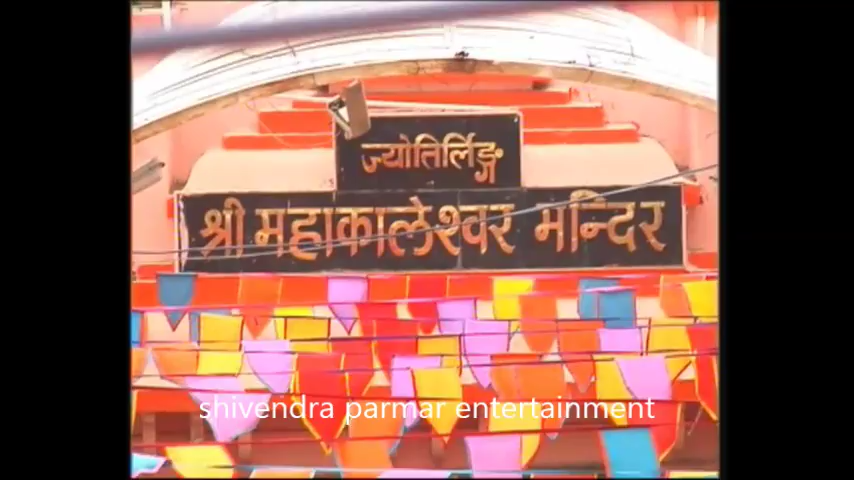 ज्योतिर्लिङ्ग
श्री महाकालेश्वर मन्दिर
shivendra parmar entertainment